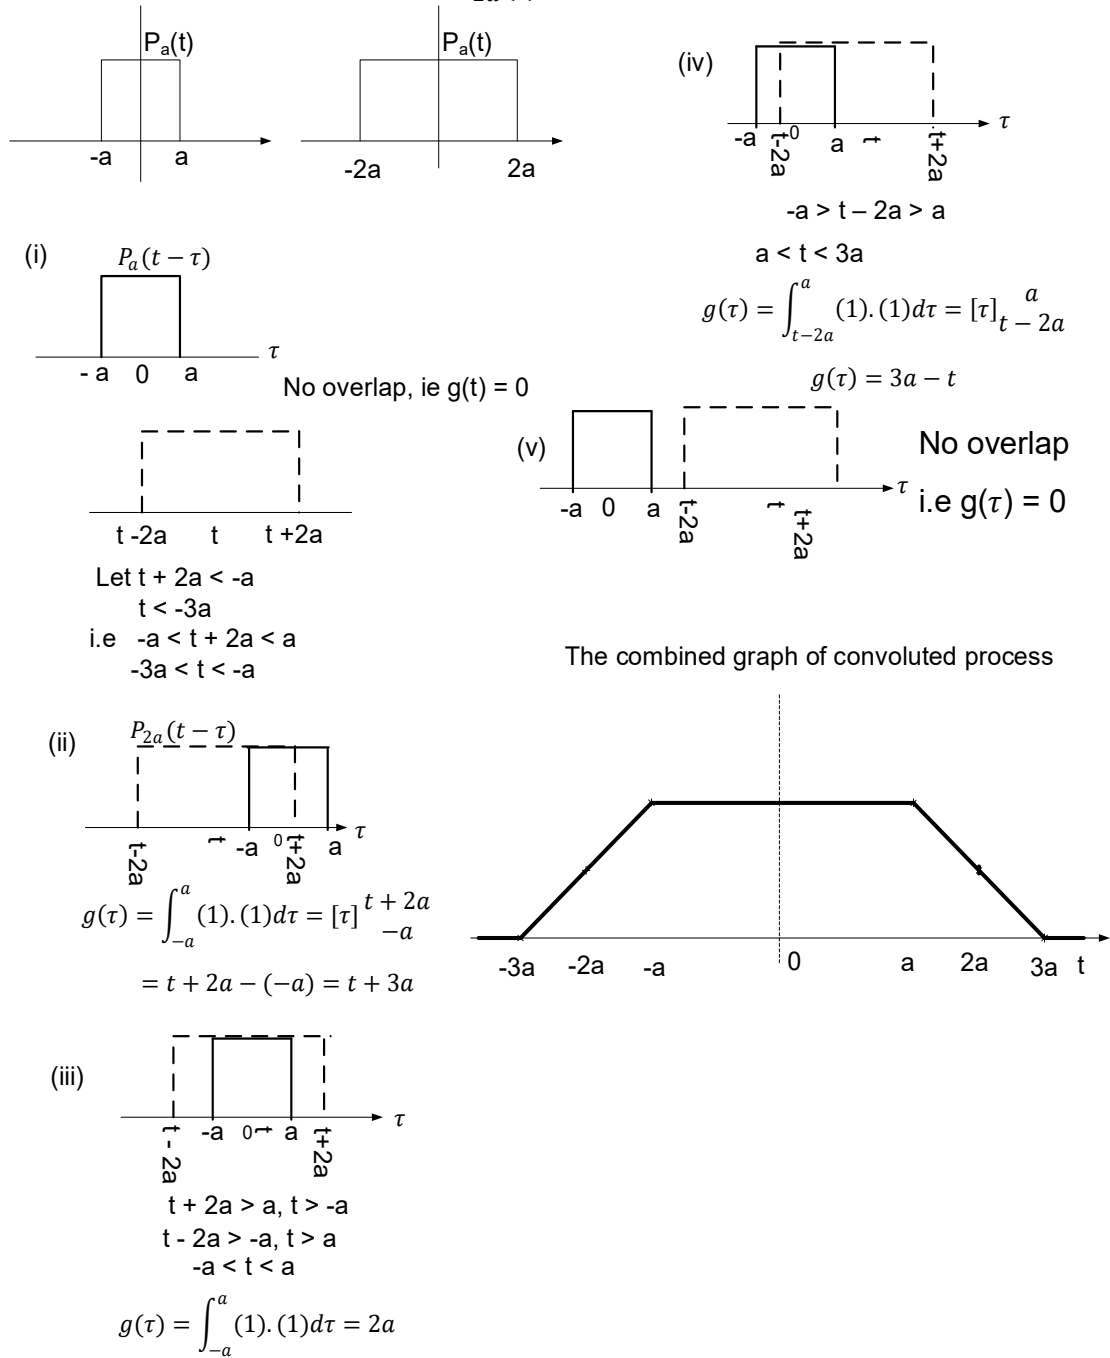 Pₐ(t)
-a a
Pₐ(t)
-2a 2a
(i)
𝑃ₐ(𝑡 − 𝜏)
𝜏
- a 0 a
No overlap, ie g(t) = 0
t -2a t t +2a
Let t + 2a < -a
t < -3a
i.e -a < t + 2a < a
-3a < t < -a
(ii)
𝑃₂ₐ(𝑡 − 𝜏)
𝜏
t-2a t -a 0 t+2a a
𝑔(𝜏) = ∫₋ₐᵃ (1).(1)𝑑𝜏 = [𝜏] 𝑡 + 2𝑎
−𝑎
= 𝑡 + 2𝑎 − (−𝑎) = 𝑡 + 3𝑎
(iii)
𝜏
t - 2a -a 0 t a t+2a
t + 2a > a, t > -a
t - 2a > -a, t > a
-a < t < a
𝑔(𝜏) = ∫₋ₐᵃ (1).(1)𝑑𝜏 = 2𝑎
(iv)
𝜏
-a t-2a 0 a t t+2a
-a > t – 2a > a
a < t < 3a
𝑔(𝜏) = ∫_{𝑡−2𝑎}^{𝑎} (1).(1)𝑑𝜏 = [𝜏] 𝑎
𝑡 − 2𝑎
𝑔(𝜏) = 3𝑎 − 𝑡
(v)
𝜏
-a 0 a t-2a t t+2a
No overlap
i.e g(𝜏) = 0
The combined graph of convoluted process
-3a -2a -a 0 a 2a 3a t